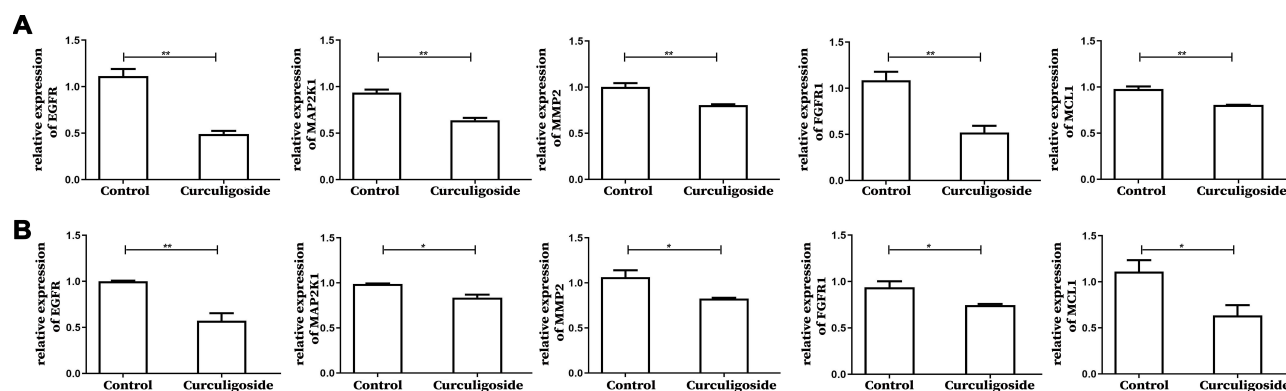 A
relative expression
of EGFR
1.5
1.0
0.5
0.0
**
Control Curculigoside
relative expression
of MAP2K1
1.5
1.0
0.5
0.0
**
Control Curculigoside
relative expression
of MMP2
1.5
1.0
0.5
0.0
**
Control Curculigoside
relative expression
of FGFR1
1.5
1.0
0.5
0.0
**
Control Curculigoside
relative expression
of MCL1
1.5
1.0
0.5
0.0
**
Control Curculigoside
B
relative expression
of EGFR
1.5
1.0
0.5
0.0
**
Control Curculigoside
relative expression
of MAP2K1
1.5
1.0
0.5
0.0
*
Control Curculigoside
relative expression
of MMP2
1.5
1.0
0.5
0.0
*
Control Curculigoside
relative expression
of FGFR1
1.5
1.0
0.5
0.0
*
Control Curculigoside
relative expression
of MCL1
1.5
1.0
0.5
0.0
*
Control Curculigoside